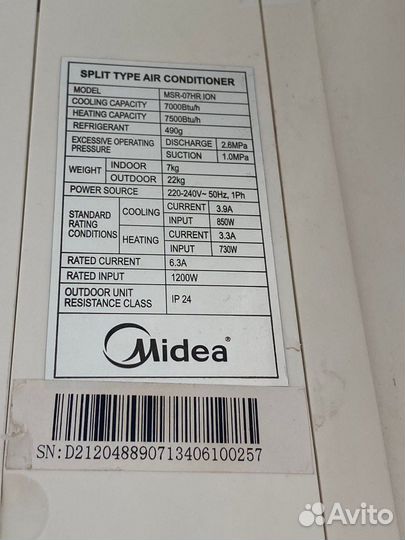 SPLIT TYPE AIR CONDITIONER
MODEL MSR-07HR ION
COOLING CAPACITY 7000Btu/h
HEATING CAPACITY 7500Btu/h
REFRIGERANT 490g
EXCESSIVE OPERATING PRESSURE DISCHARGE 2.6MPa
SUCTION 1.0MPa
WEIGHT INDOOR 7kg
OUTDOOR 22kg
POWER SOURCE 220-240V~ 50Hz, 1Ph
STANDARD RATING CONDITIONS COOLING CURRENT 3.9A
INPUT 850W
HEATING CURRENT 3.3A
INPUT 730W
RATED CURRENT 6.3A
RATED INPUT 1200W
OUTDOOR UNIT RESISTANCE CLASS IP 24
Midea®
SN:D212048890713406100257
Avito